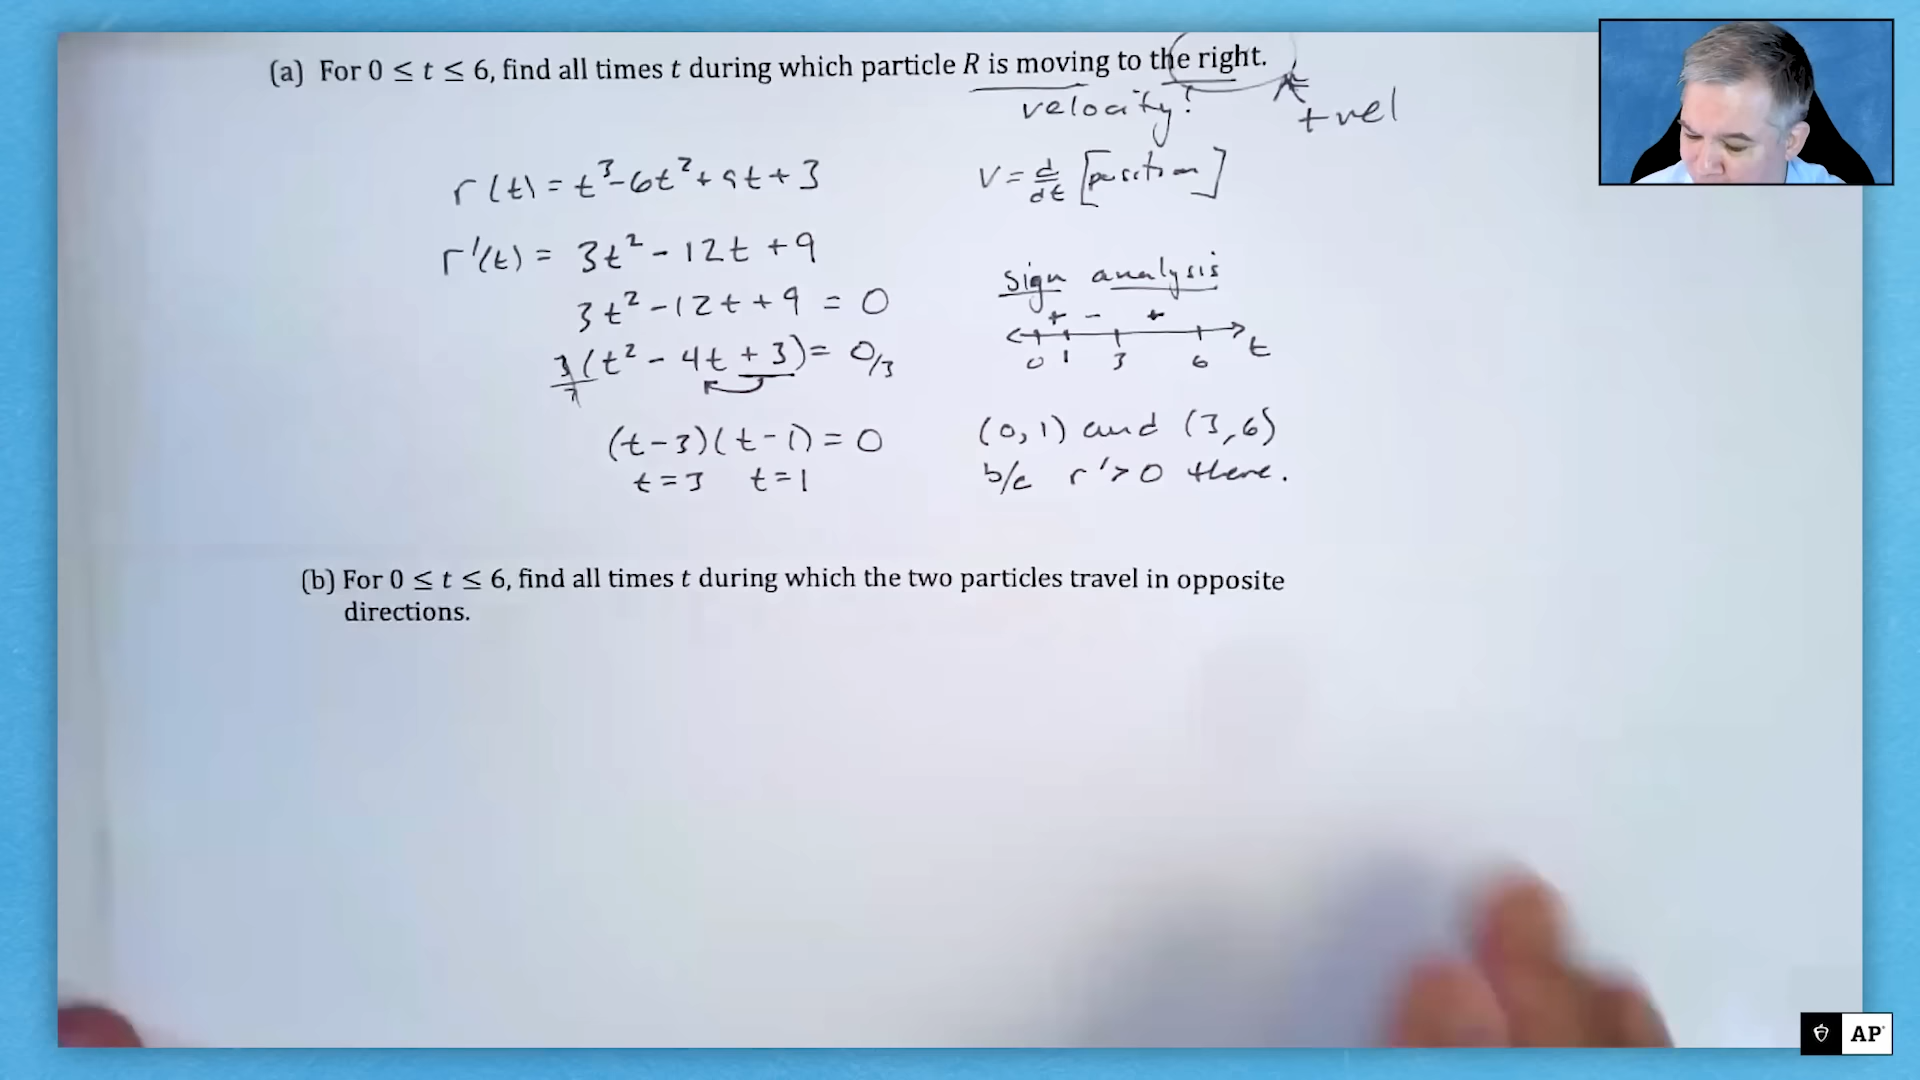 (a) For 0 ≤ t ≤ 6, find all times t during which particle R is moving to the right.
velocity!
+ vel
r(t) = t³-6t²+9t+3
V = d/dt [position]
r'(t) = 3t² - 12t + 9
3t² - 12t + 9 = 0
sign analysis
+ - +
0 1 3 6 t
3/3 (t² - 4t + 3) = 0/3
(t-3)(t-1) = 0
(0,1) and (3,6)
t=3 t=1
b/c r'>0 there.
(b) For 0 ≤ t ≤ 6, find all times t during which the two particles travel in opposite
directions.
AP